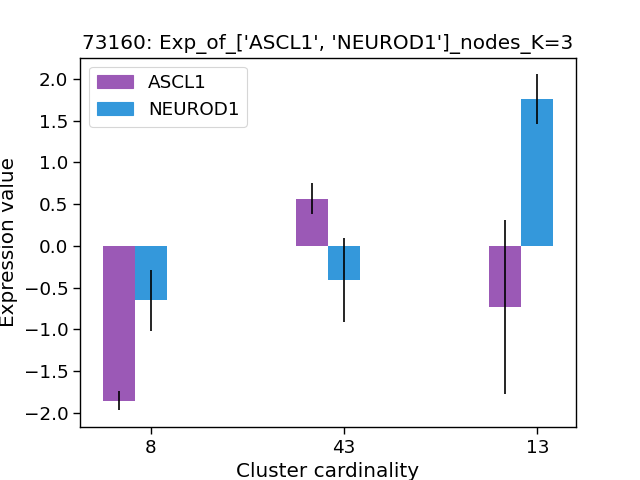 73160: Exp_of_['ASCL1', 'NEUROD1']_nodes_K=3
ASCL1
NEUROD1
2.0
1.5
1.0
0.5
0.0
−0.5
−1.0
−1.5
−2.0
Expression value
8
43
13
Cluster cardinality